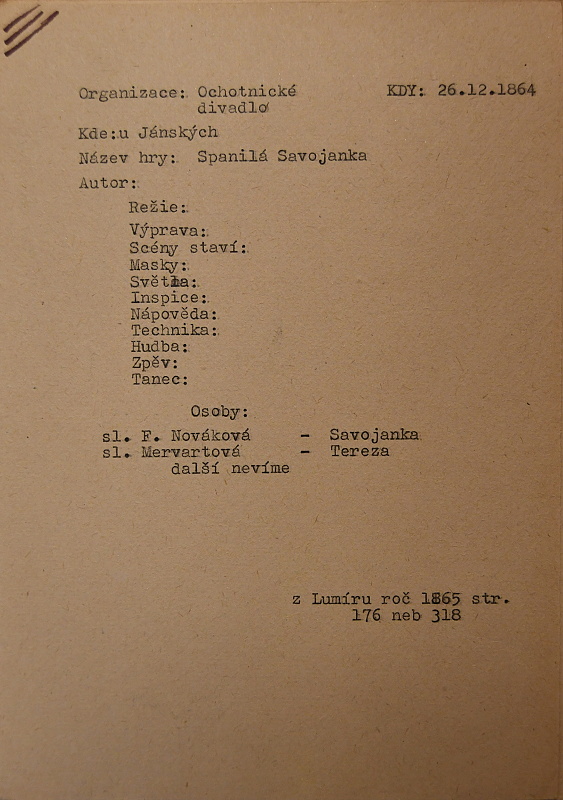 Organizace: Ochotnické KDY: 26.12.1864
divadlo
Kde:u Jánských
Název hry: Spanilá Savojanka
Autor:
Režie:
Výprava:
Scény staví:
Masky:
Světla:
Inspice:
Nápověda:
Technika:
Hudba:
Zpěv:
Tanec:
Osoby:
sl. F. Nováková - Savojanka
sl. Mervartová - Tereza
další nevíme
z Lumíru roč 1865 str.
176 neb 318